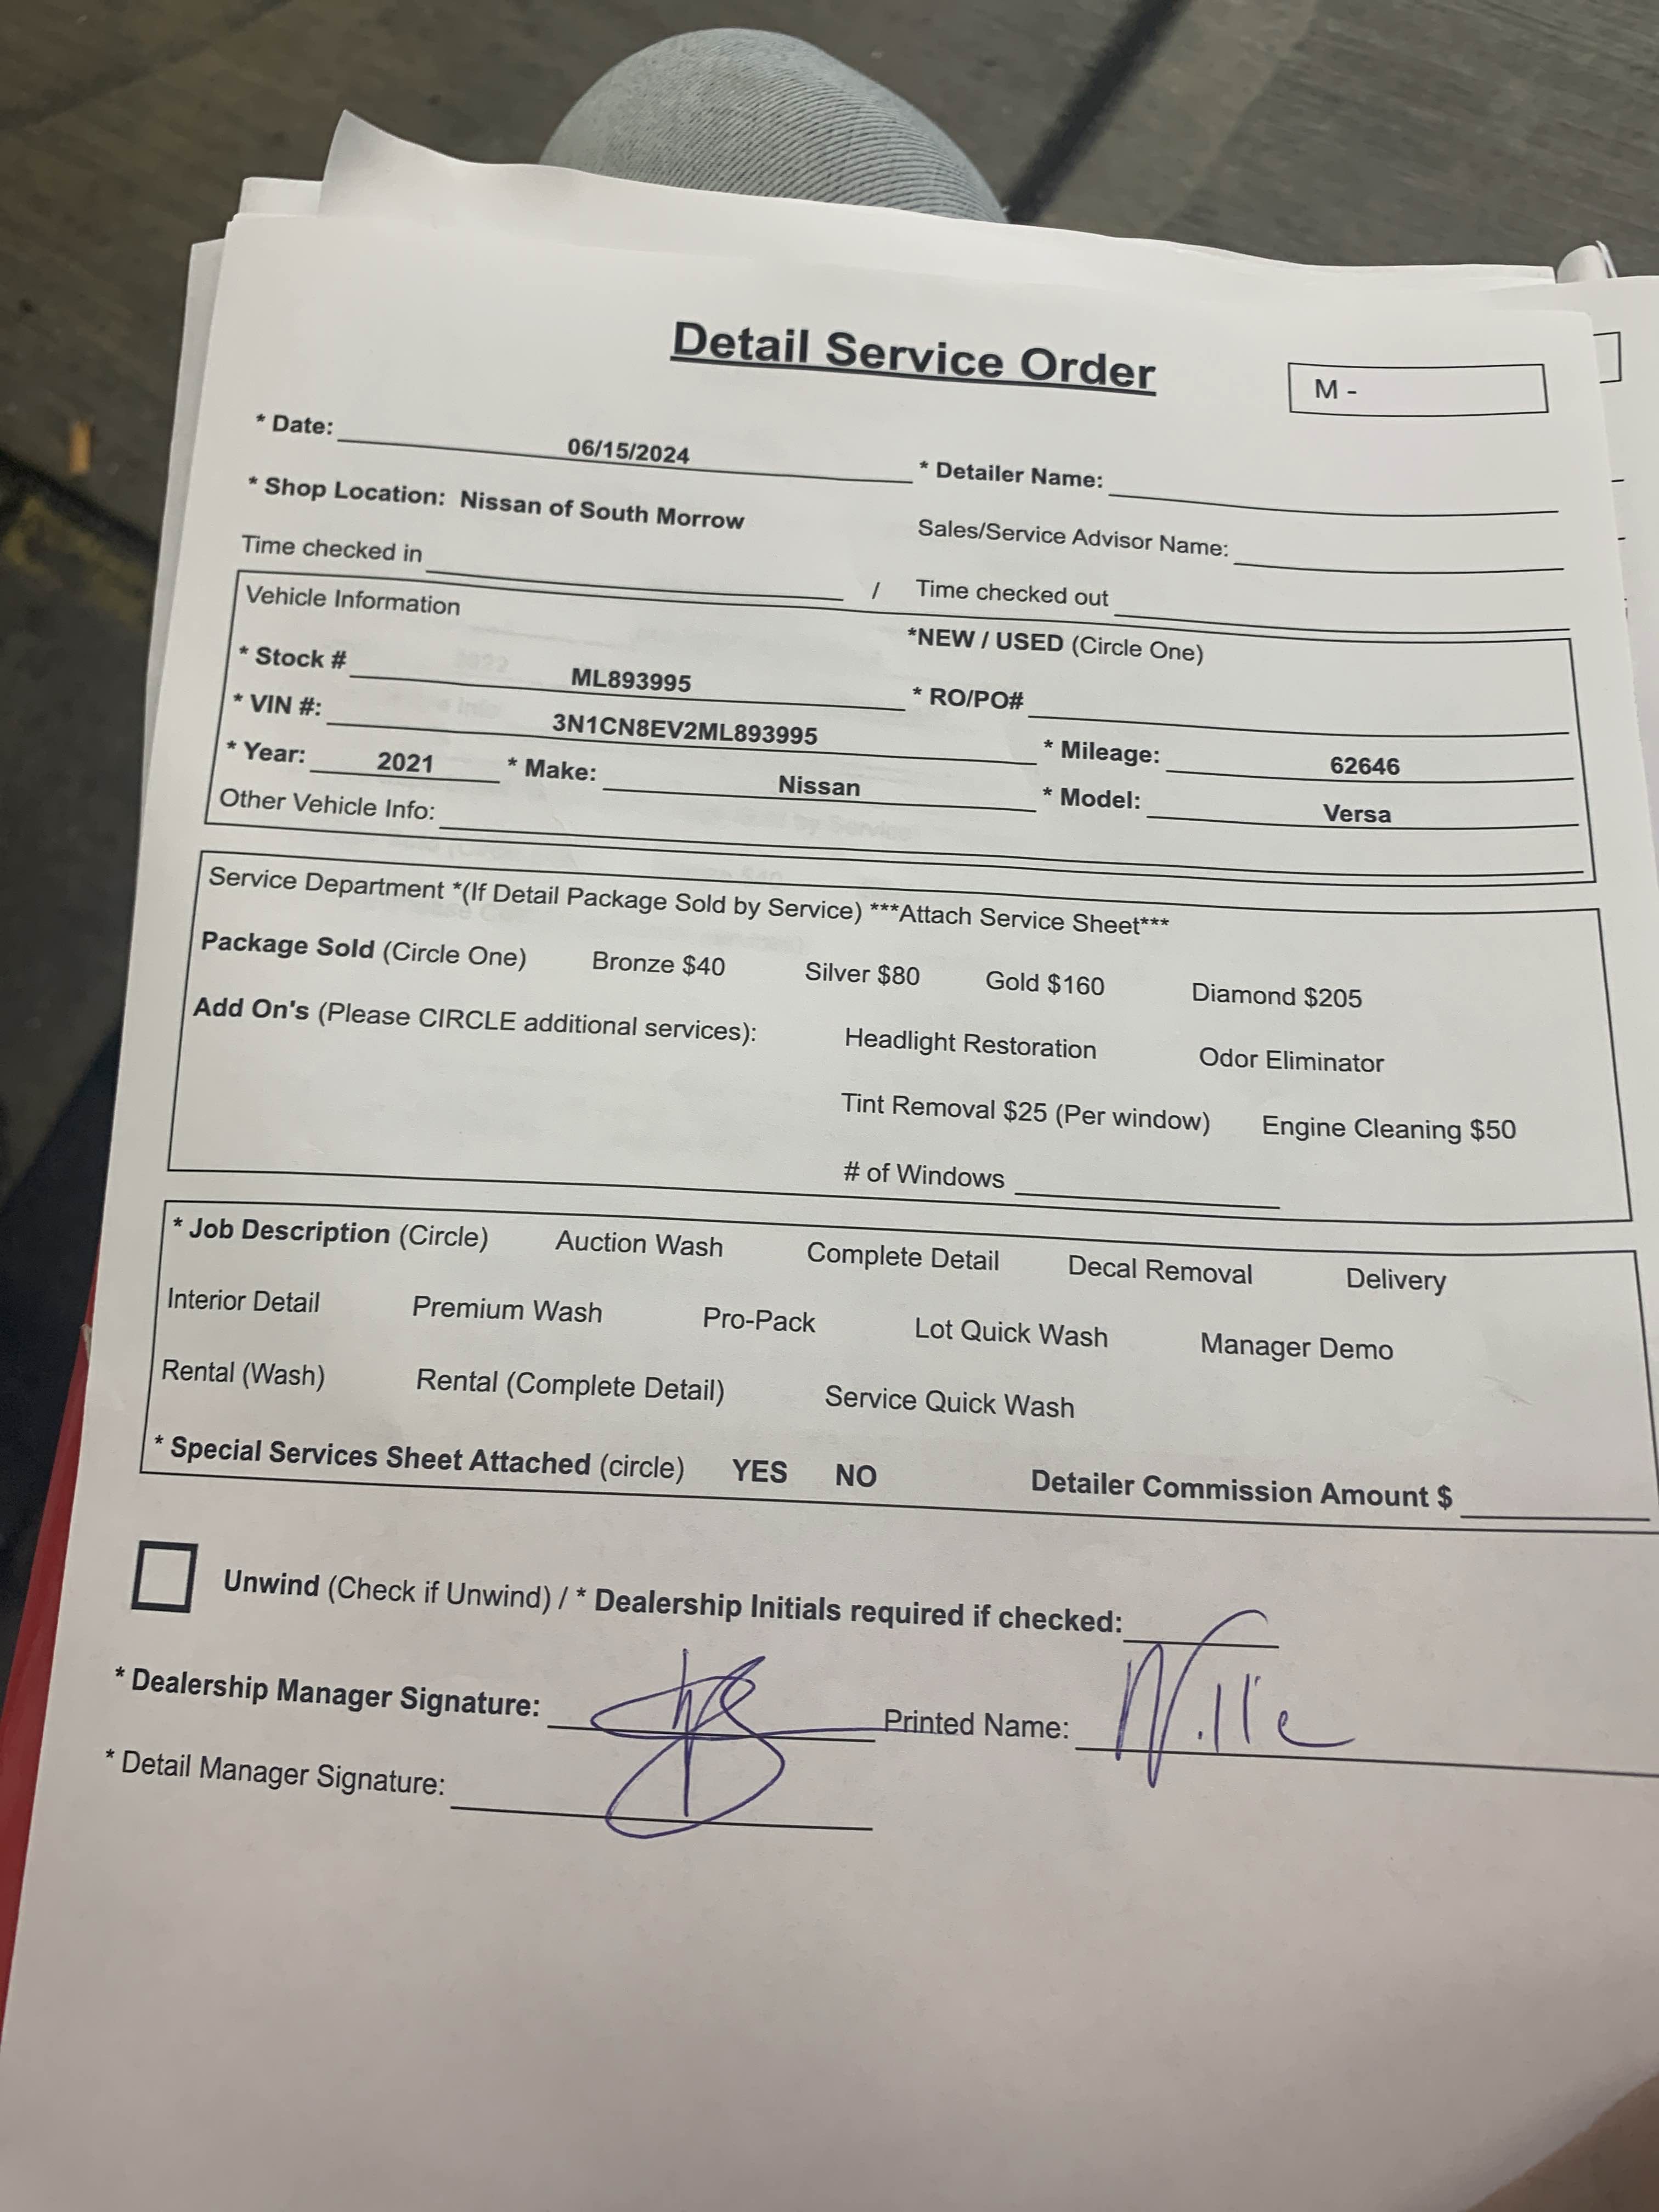 Detail Service Order
M -
* Date: 06/15/2024 * Detailer Name:
* Shop Location: Nissan of South Morrow Sales/Service Advisor Name:
Time checked in / Time checked out
Vehicle Information *NEW / USED (Circle One)
* Stock # ML893995 * RO/PO#
* VIN #: 3N1CN8EV2ML893995 * Mileage: 62646
* Year: 2021 * Make: Nissan * Model: Versa
Other Vehicle Info:
Service Department *(If Detail Package Sold by Service) ***Attach Service Sheet***
Package Sold (Circle One) Bronze $40 Silver $80 Gold $160 Diamond $205
Add On's (Please CIRCLE additional services): Headlight Restoration Odor Eliminator
Tint Removal $25 (Per window) Engine Cleaning $50
# of Windows
* Job Description (Circle) Auction Wash Complete Detail Decal Removal Delivery
Interior Detail Premium Wash Pro-Pack Lot Quick Wash Manager Demo
Rental (Wash) Rental (Complete Detail) Service Quick Wash
* Special Services Sheet Attached (circle) YES NO Detailer Commission Amount $
Unwind (Check if Unwind) / * Dealership Initials required if checked:
* Dealership Manager Signature: Printed Name:
* Detail Manager Signature: